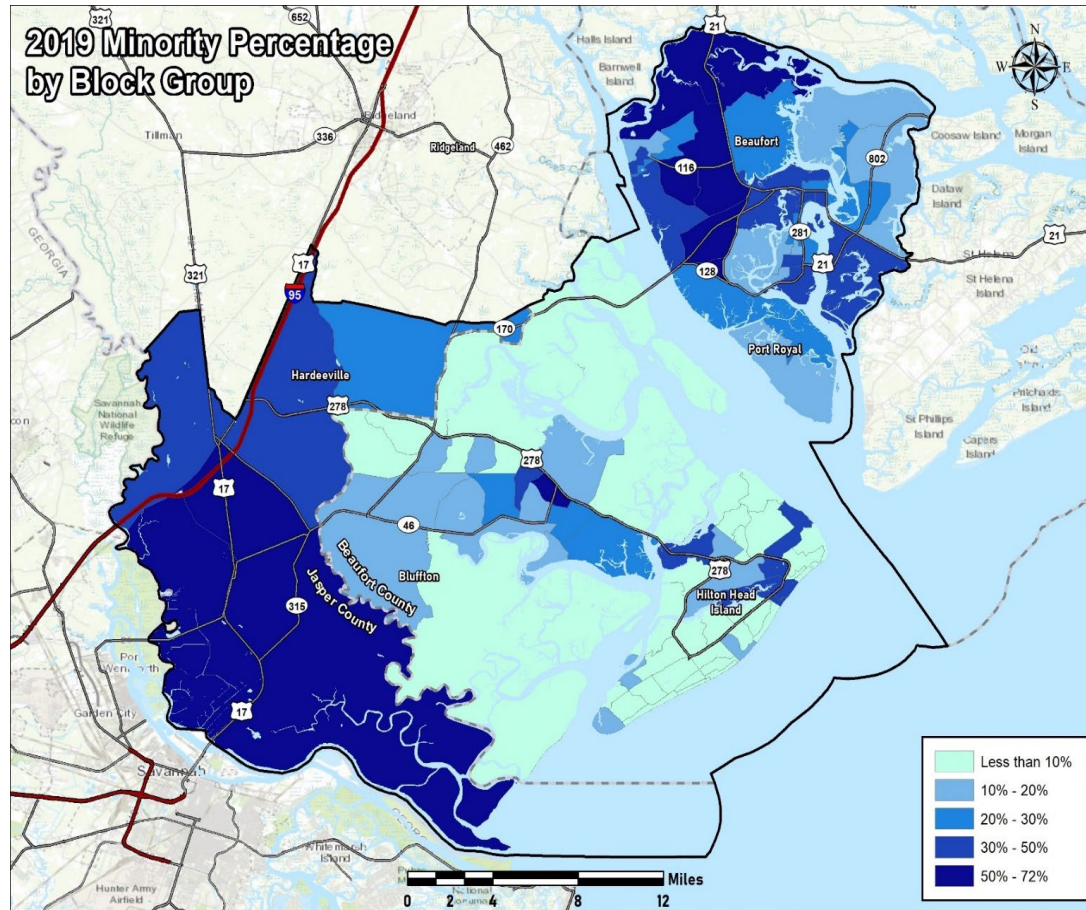 2019 Minority Percentage
by Block Group
321
652
21
Halls Island
Barnwell
Island
N
W
E
S
Tillman
336
Ridgeland
Ridgeland
462
Beaufort
116
802
Coosaw Island
Morgan
Island
Dataw
Island
GEORGIA
321
17
95
281
21
21
128
St Helena
St Helena
Island
170
Port Royal
Hardeeville
278
Savannah
National
Wildlife
Refuge
Pritchards
Island
St Phillips
Island
Capers
Island
278
17
46
Beaufort County
Jasper County
Bluffton
278
Hilton Head
Island
315
Port
Wentworth
Garden City
17
Savannah
Whitemarsh
Island
Hunter Army
Airfield
Less than 10%
10% - 20%
20% - 30%
30% - 50%
50% - 72%
Miles
0 2 4 8 12